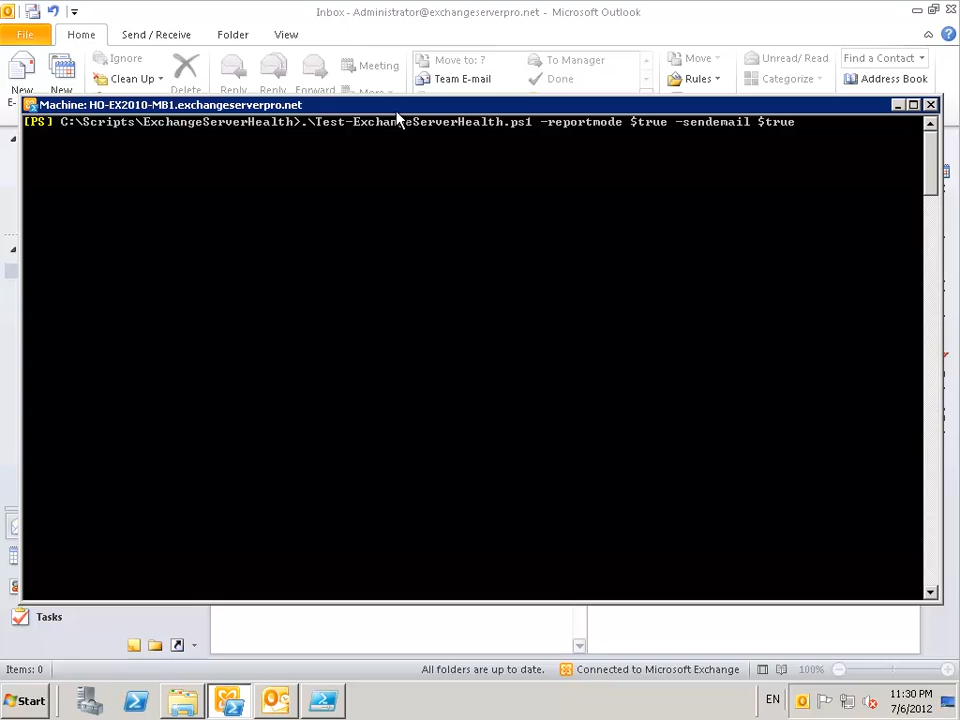 Inbox - Administrator@exchangeserverpro.net - Microsoft Outlook
File Home Send / Receive Folder View
Ignore
Clean Up
Delete
Reply
Reply
Forward
Meeting
More
Move to: ?
Team E-mail
To Manager
Done
Move
Rules
Unread/ Read
Categorize
Find a Contact
Address Book
New
New
Machine: HO-EX2010-MB1.exchangeserverpro.net
[PS] C:\Scripts\ExchangeServerHealth>.\Test-ExchangeServerHealth.ps1 -reportmode $true -sendemail $true
Tasks
Items: 0
All folders are up to date.
Connected to Microsoft Exchange
100%
Start
EN
11:30 PM
7/6/2012